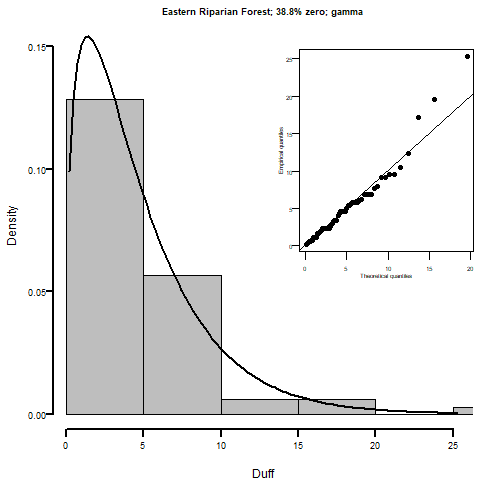 Eastern Riparian Forest; 38.8% zero; gamma
0.15
0.10
0.05
0.00
Density
0 5 10 15 20 25
Duff
25
20
15
10
5
0
Empirical quantiles
0 5 10 15 20
Theoretical quantiles